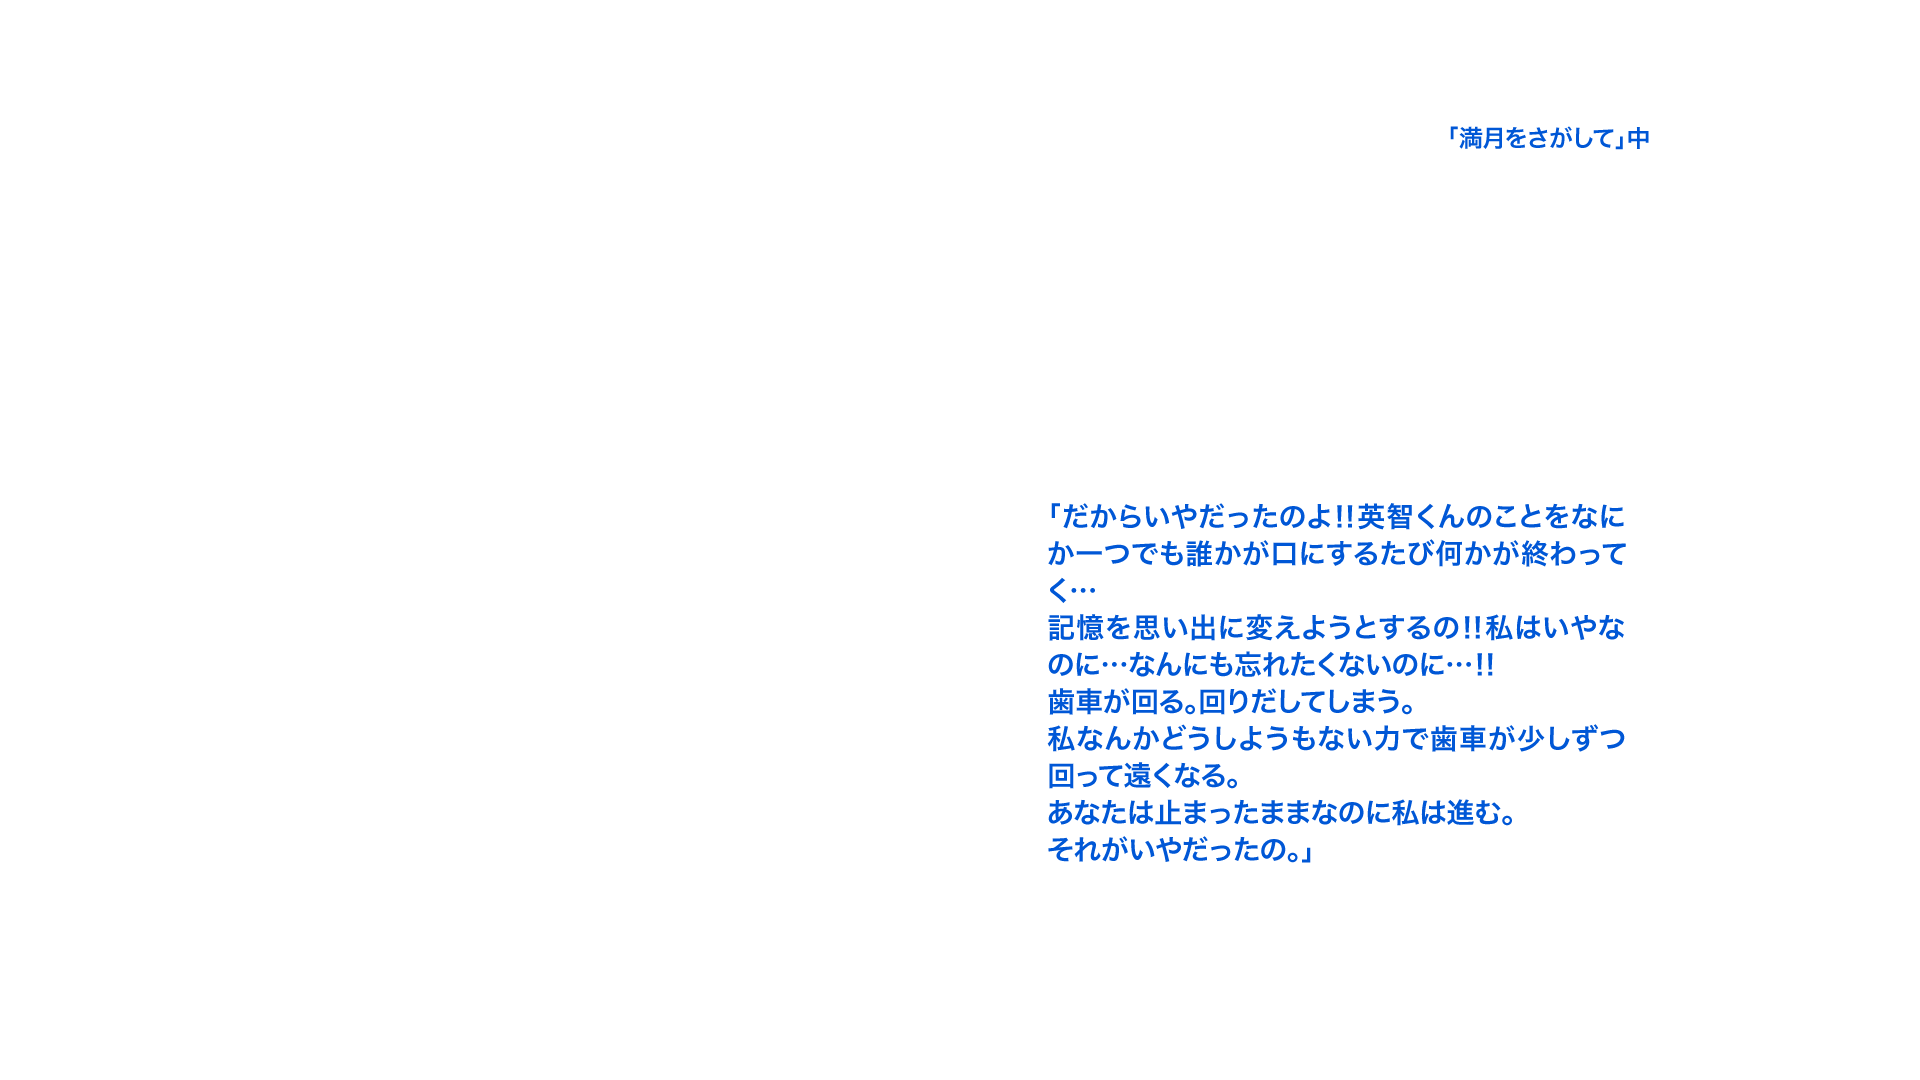 「満月をさがして」中
「だからいやだったのよ!!英智くんのことをなに
か一つでも誰かが口にするたび何かが終わって
く…
記憶を思い出に変えようとするの!!私はいやな
のに…なんにも忘れたくないのに…!!
歯車が回る。回りだしてしまう。
私なんかどうしようもない力で歯車が少しずつ
回って遠くなる。
あなたは止まったままなのに私は進む。
それがいやだったの。」